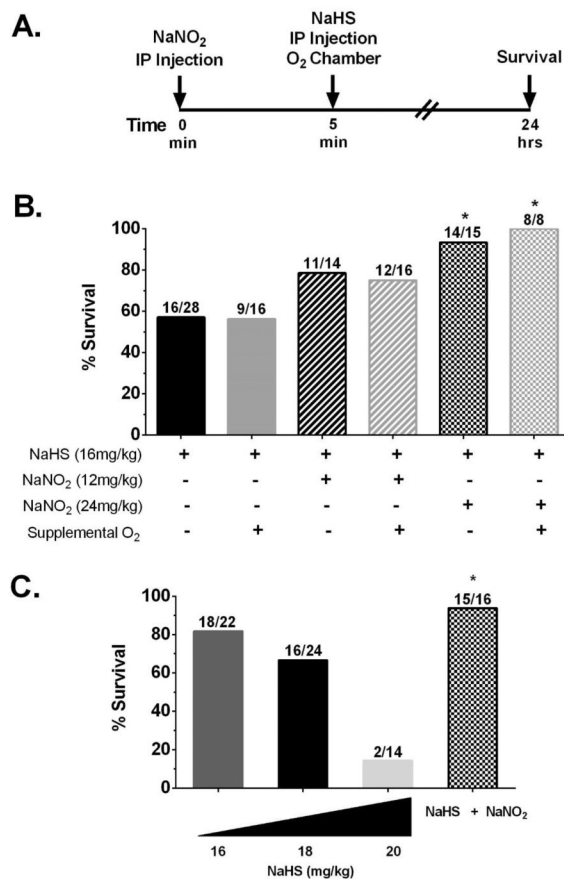 A.
NaNO2
IP Injection
NaHS
IP Injection
O2 Chamber
Survival
Time 0 5 24
min min hrs
B.
* *
14/15 8/8
11/14 12/16
16/28 9/16
100
80
60
40
20
0
% Survival
NaHS (16mg/kg) + + + + + +
NaNO2 (12mg/kg) - - + + - -
NaNO2 (24mg/kg) - - - - + +
Supplemental O2 - + - + - +
C.
*
18/22 16/24 2/14 15/16
100
80
60
40
20
0
% Survival
NaHS + NaNO2
16 18 20
NaHS (mg/kg)